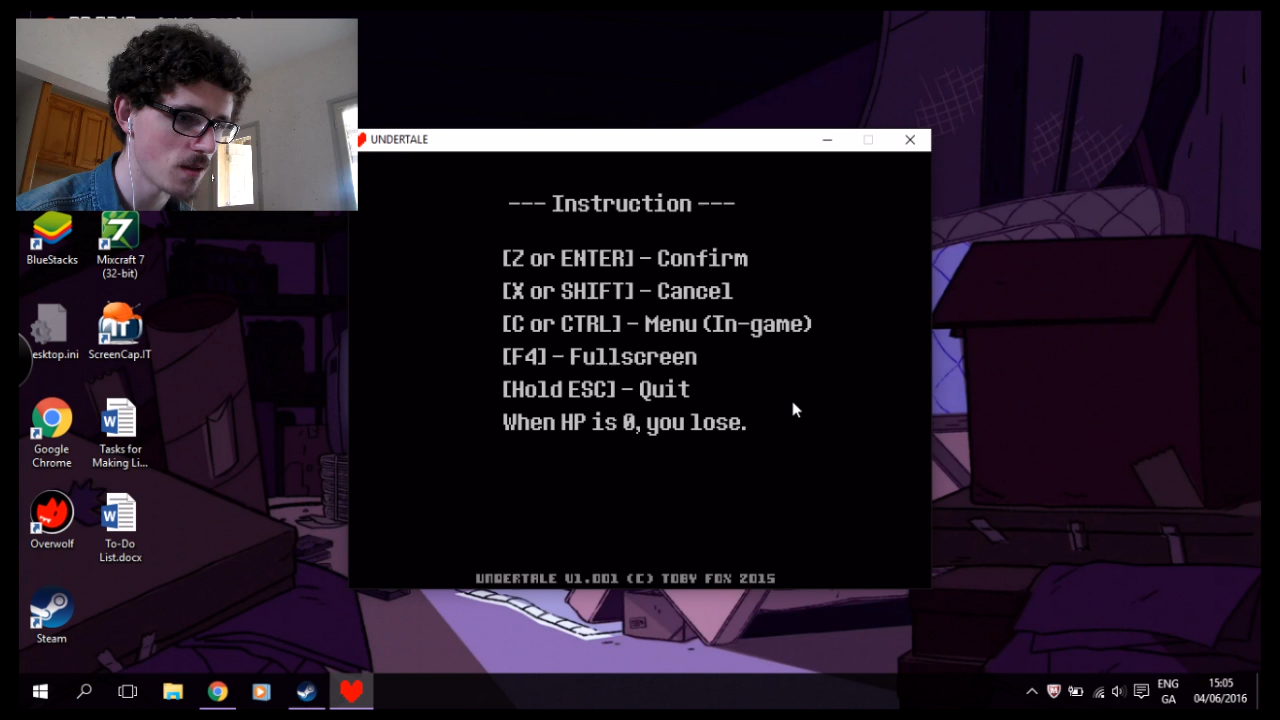 UNDERTALE
--- Instruction ---
[Z or ENTER] - Confirm
[X or SHIFT] - Cancel
[C or CTRL] - Menu (In-game)
[F4] - Fullscreen
[Hold ESC] - Quit
When HP is 0, you lose.
UNDERTALE V1.001 (C) TOBY FOX 2015
BlueStacks
Mixcraft 7
(32-bit)
esktop.ini
ScreenCap.IT
Google
Chrome
Tasks for
Making Li...
Overwolf
To-Do
List.docx
Steam
ENG
GA
15:05
04/06/2016